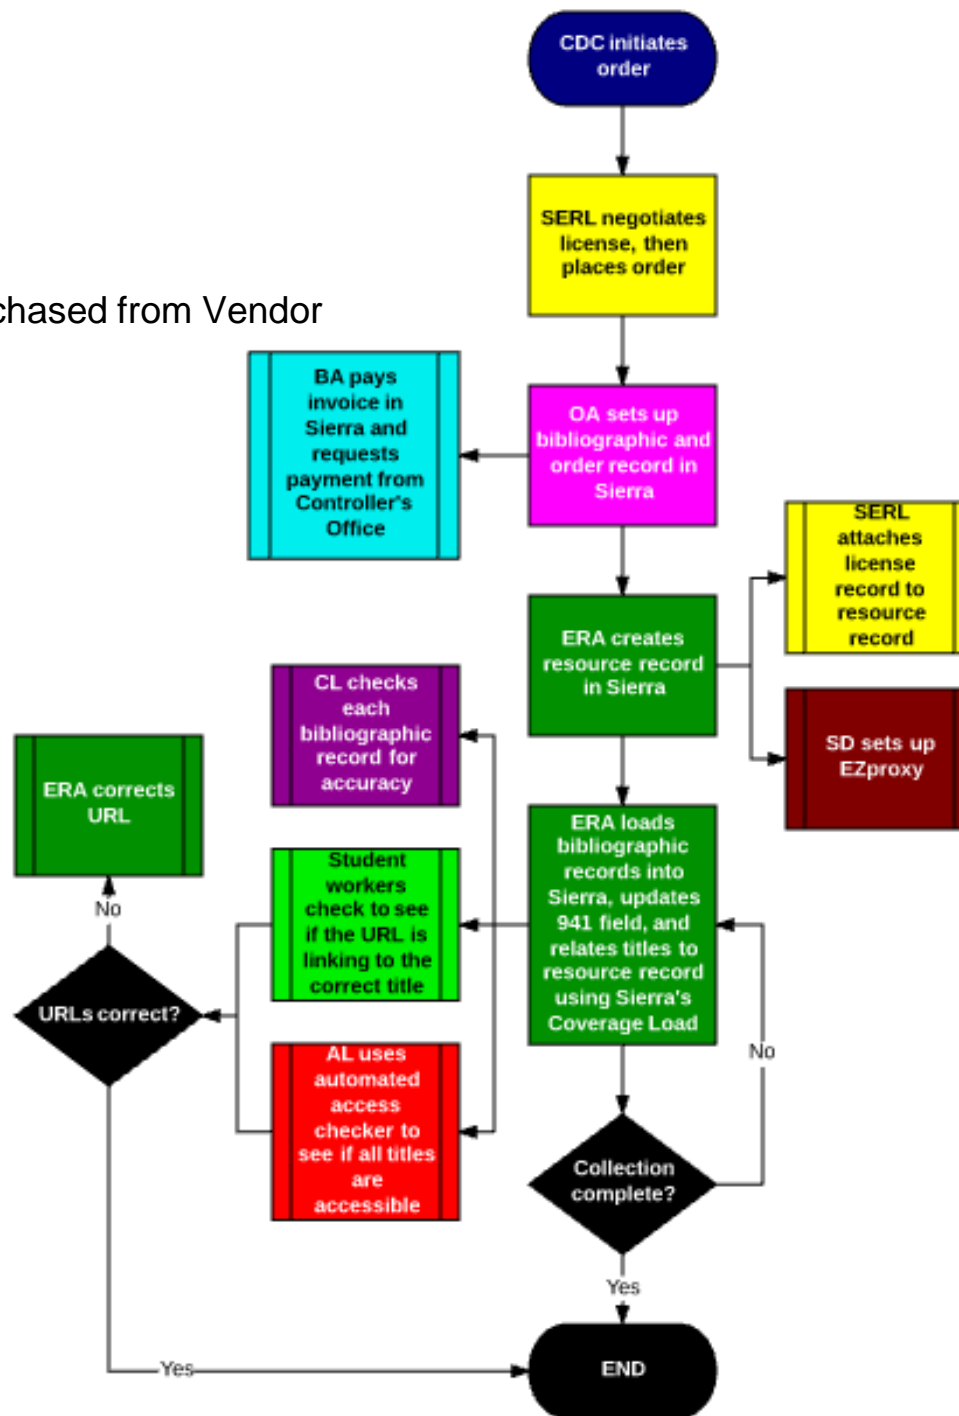 CDC initiates
order
SERL negotiates
license, then
places order
chased from Vendor
BA pays
invoice in
Sierra and
requests
payment from
Controller's
Office
OA sets up
bibliographic and
order record in
Sierra
SERL
attaches
license
record to
resource
record
ERA creates
resource record
in Sierra
SD sets up
EZproxy
CL checks
each
bibliographic
record for
accuracy
ERA corrects
URL
ERA loads
bibliographic
records into
Sierra, updates
941 field, and
relates titles to
resource record
using Sierra's
Coverage Load
Student
workers
check to see
if the URL is
linking to the
correct title
No
URLs correct?
No
AL uses
automated
access
checker to
see if all titles
are
accessible
Collection
complete?
Yes
Yes
END